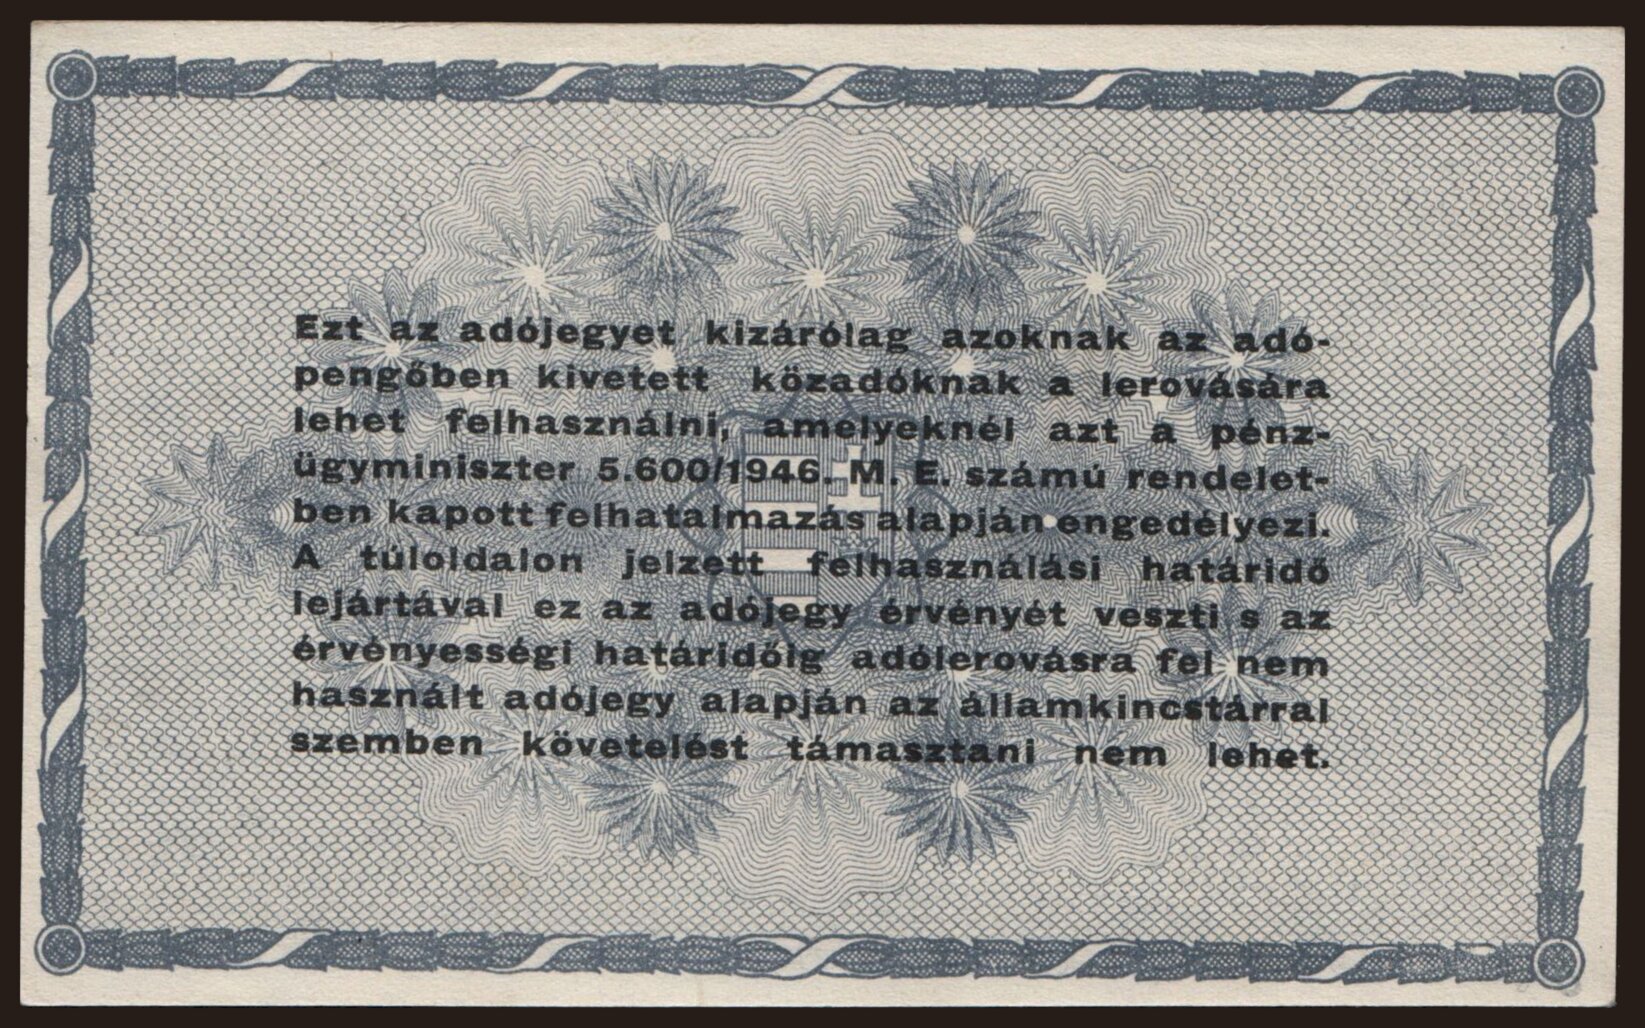 Ezt az adójegyet kizárólag azoknak az adó-
pengőben kivetett közadóknak a lerovására
lehet felhasználni, amelyeknél azt a pénz-
ügyminiszter 5.600/1946. M. E. számú rendelet-
ben kapott felhatalmazás alapján engedélyezi.
A túloldalon jelzett felhasználási határidő
lejártával ez az adójegy érvényét veszti s az
érvényességi határidőig adólerovásra fel nem
használt adójegy alapján az államkincstárral
szemben követelést támasztani nem lehet.